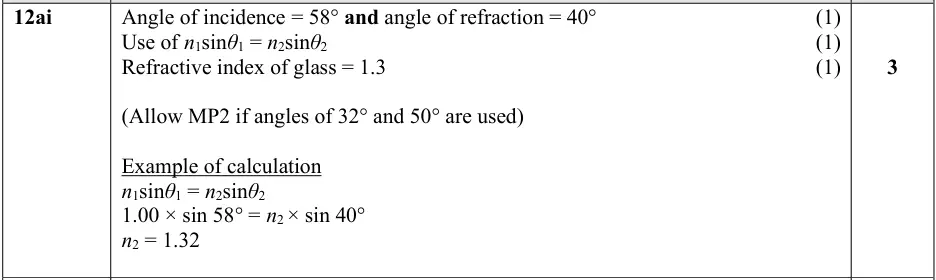 12ai Angle of incidence = 58° and angle of refraction = 40° (1)
Use of n₁sinθ₁ = n₂sinθ₂ (1)
Refractive index of glass = 1.3 (1) 3
(Allow MP2 if angles of 32° and 50° are used)
Example of calculation
n₁sinθ₁ = n₂sinθ₂
1.00 × sin 58° = n₂ × sin 40°
n₂ = 1.32